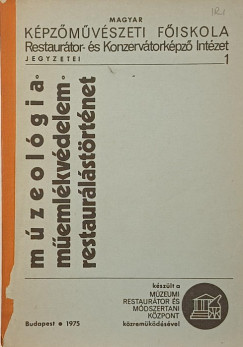 MAGYAR
KÉPZŐMŰVÉSZETI FŐISKOLA
Restaurátor- és Konzervátorképző Intézet
JEGYZETEI 1
múzeológia·
műemlékvédelem·
restaurálástörténet
készült a
MÚZEUMI
RESTAURÁTOR ÉS
MÓDSZERTANI
KÖZPONT
közreműködésével
Budapest • 1975